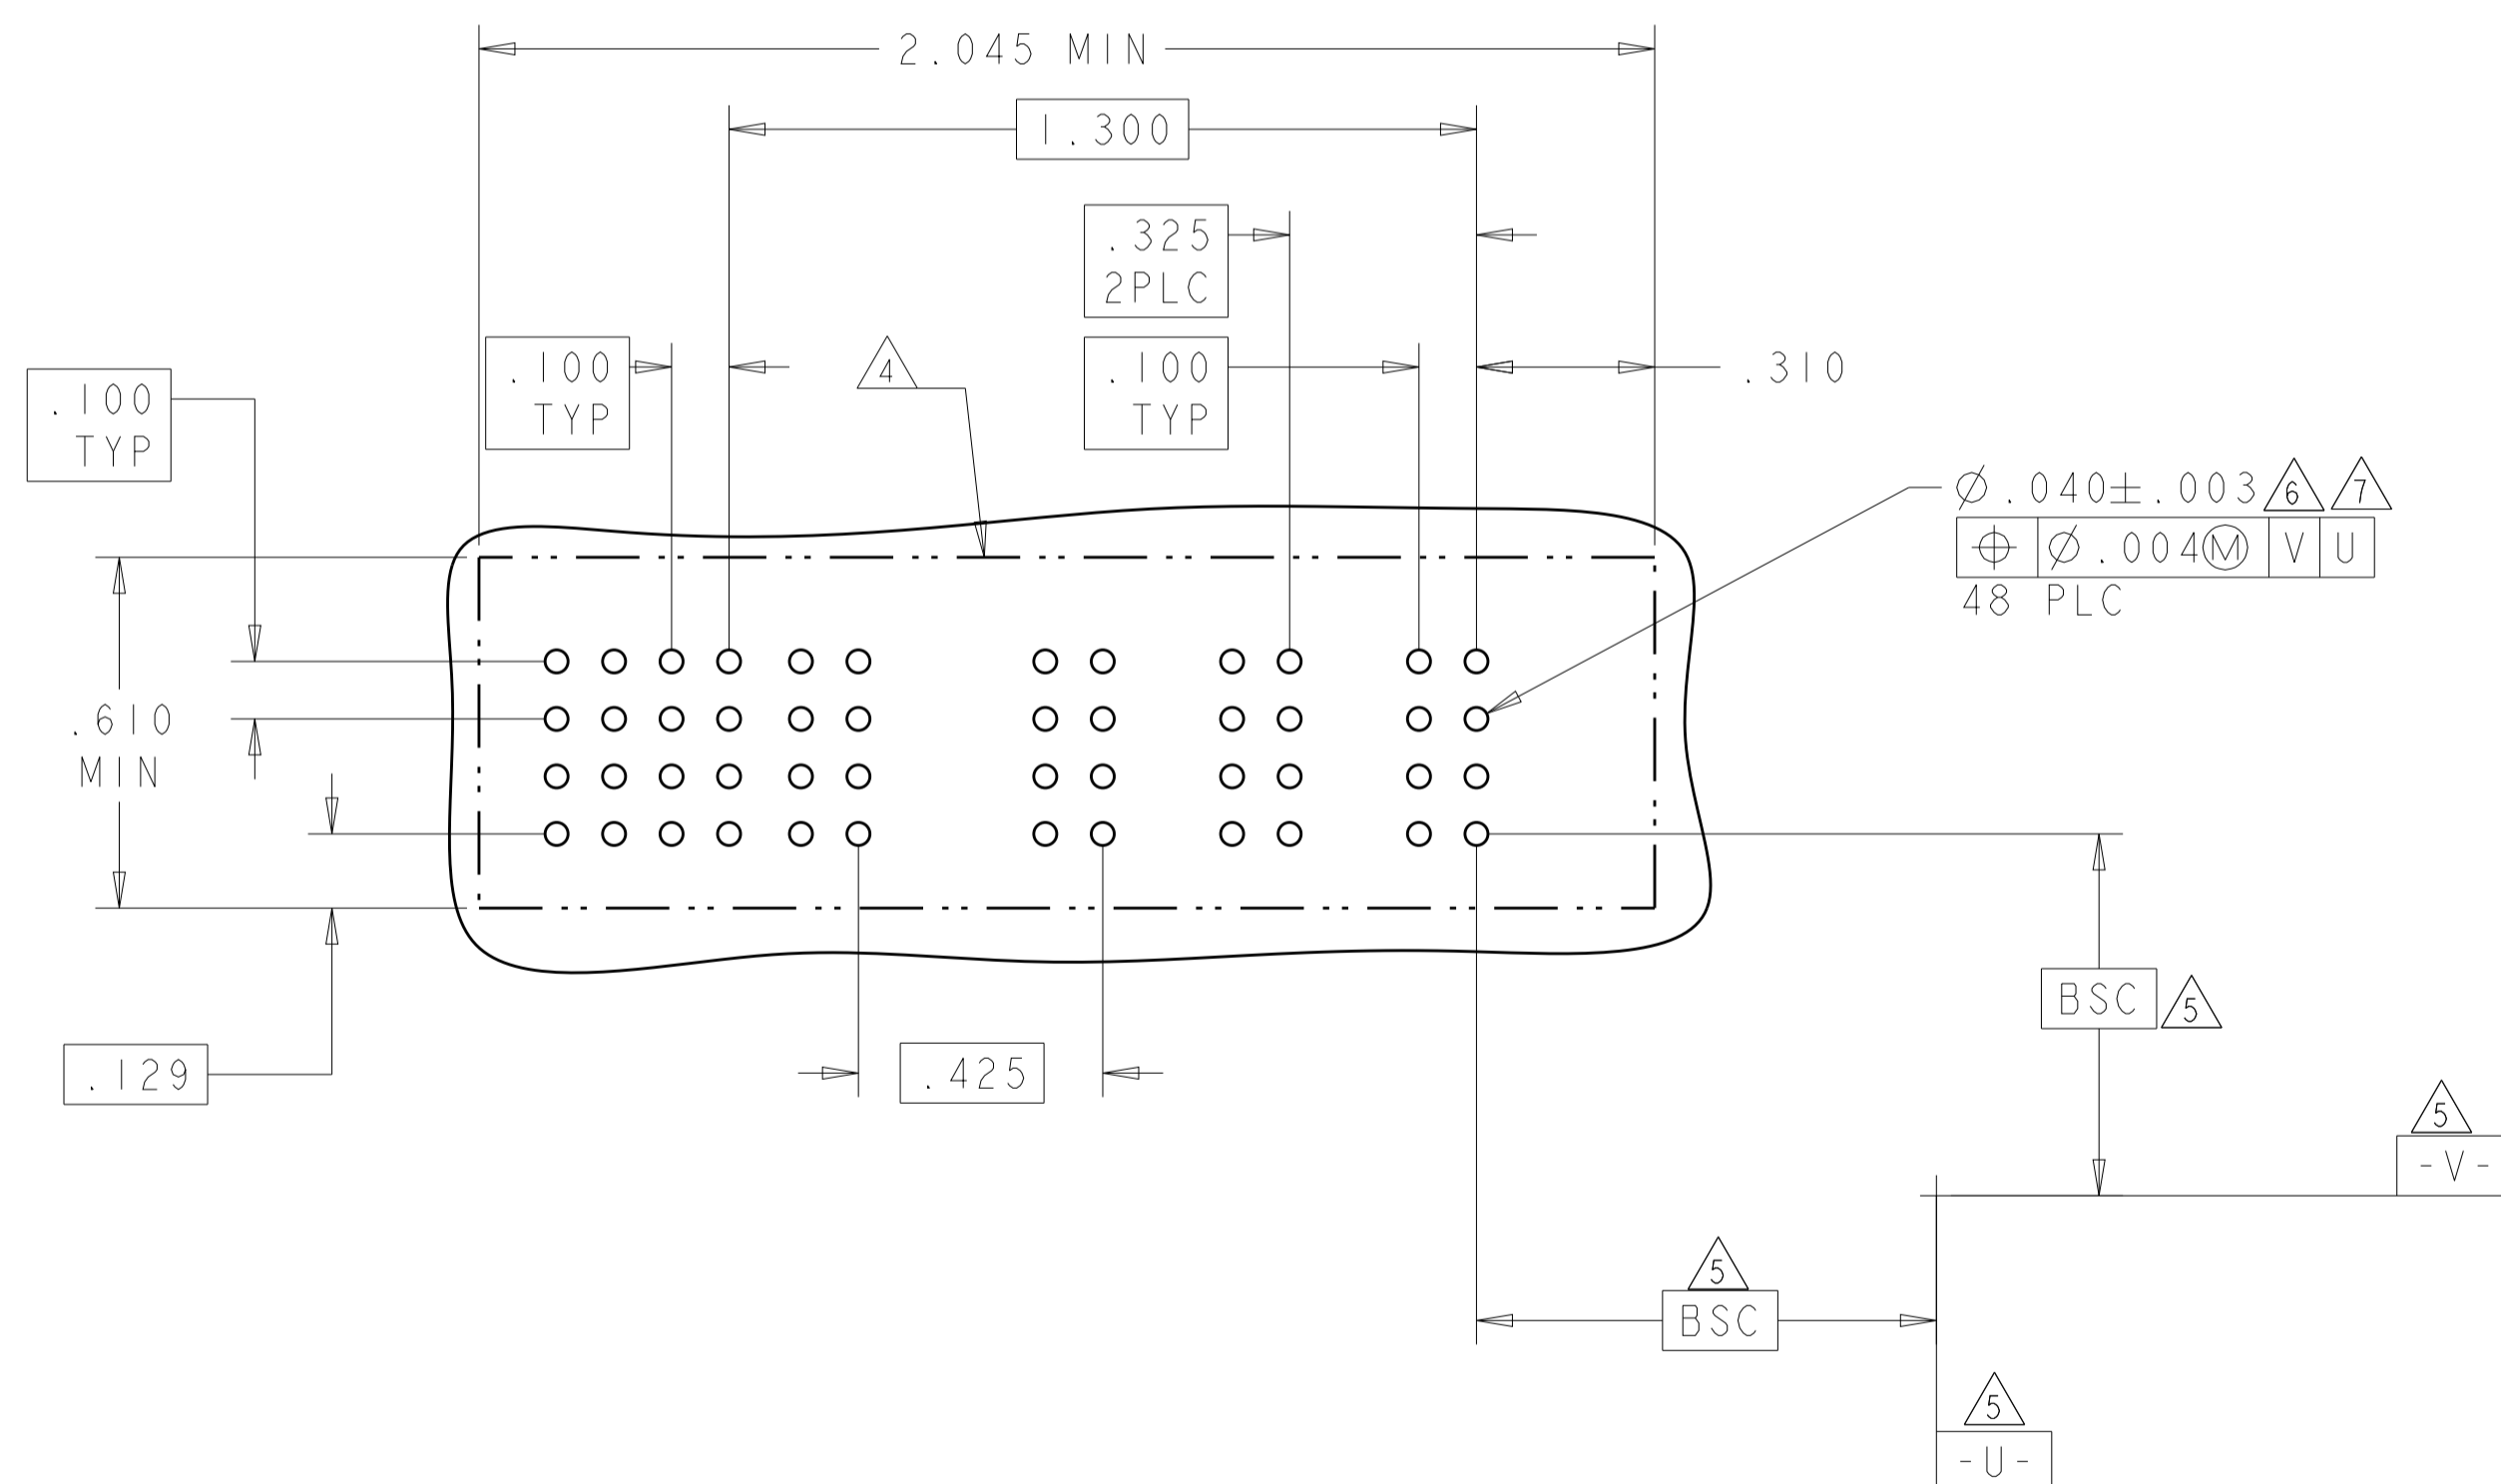 2.045 MIN
1.300
.325
2PLC
.100
TYP
4
.100
TYP
.310
.100
TYP
⌀.040±.003 6 7
⌖ ⌀.004Ⓜ V U
48 PLC
.610
MIN
BSC 5
.129
.425
5
-V-
5
BSC
5
-U-